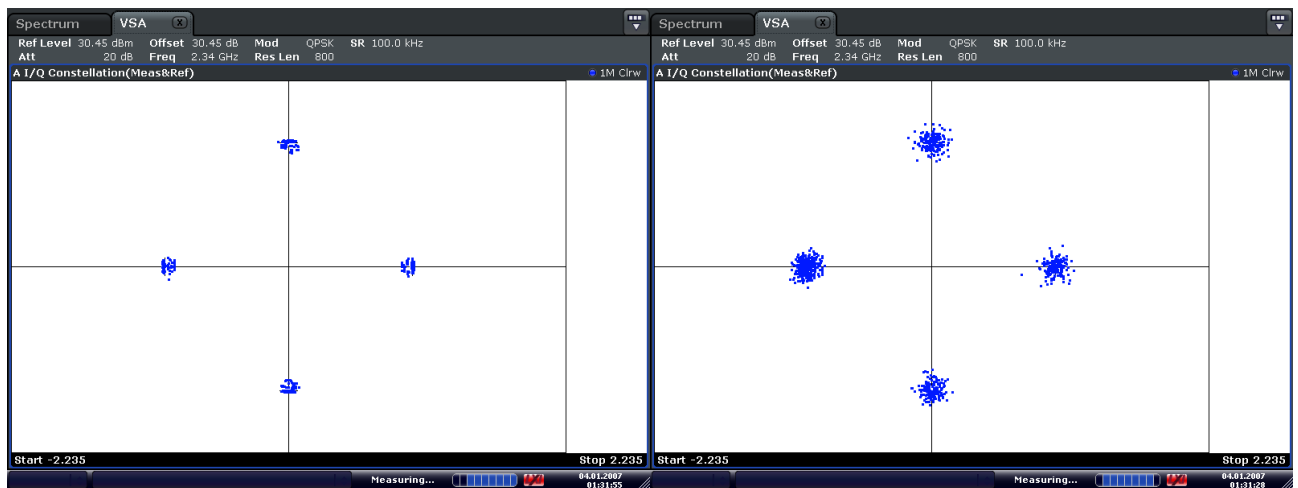 Spectrum VSA X
Ref Level 30.45 dBm Offset 30.45 dB Mod QPSK SR 100.0 kHz
Att 20 dB Freq 2.34 GHz Res Len 800
A I/Q Constellation(Meas&Ref) 1M Clrw
Start -2.235 Stop 2.235
Measuring... 04.01.2007
01:31:55
Spectrum VSA X
Ref Level 30.45 dBm Offset 30.45 dB Mod QPSK SR 100.0 kHz
Att 20 dB Freq 2.34 GHz Res Len 800
A I/Q Constellation(Meas&Ref) 1M Clrw
Start -2.235 Stop 2.235
Measuring... 04.01.2007
01:31:28